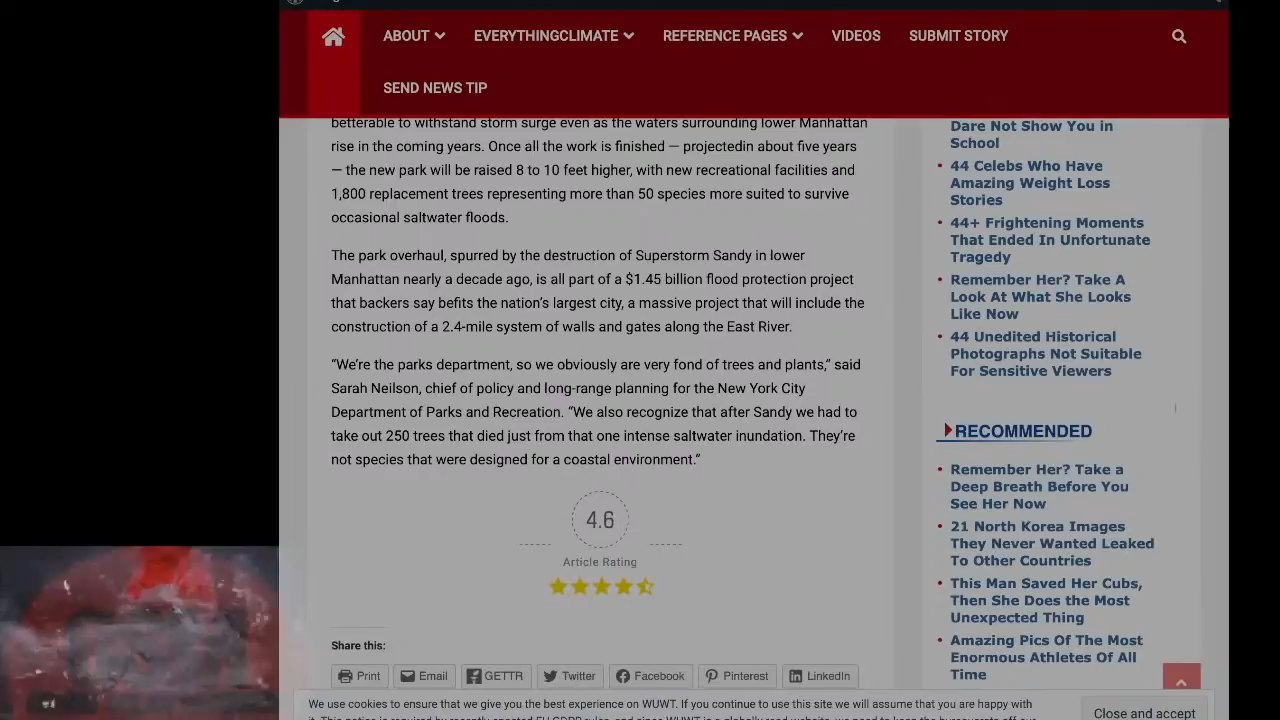 ABOUT
EVERYTHINGCLIMATE
REFERENCE PAGES
VIDEOS
SUBMIT STORY
SEND NEWS TIP
betterable to withstand storm surge even as the waters surrounding lower Manhattan
rise in the coming years. Once all the work is finished — projectedin about five years
— the new park will be raised 8 to 10 feet higher, with new recreational facilities and
1,800 replacement trees representing more than 50 species more suited to survive
occasional saltwater floods.
The park overhaul, spurred by the destruction of Superstorm Sandy in lower
Manhattan nearly a decade ago, is all part of a $1.45 billion flood protection project
that backers say befits the nation's largest city, a massive project that will include the
construction of a 2.4-mile system of walls and gates along the East River.
“We're the parks department, so we obviously are very fond of trees and plants,” said
Sarah Neilson, chief of policy and long-range planning for the New York City
Department of Parks and Recreation. “We also recognize that after Sandy we had to
take out 250 trees that died just from that one intense saltwater inundation. They're
not species that were designed for a coastal environment.”
4.6
Article Rating
Share this:
Print
Email
GETTR
Twitter
Facebook
Pinterest
LinkedIn
Dare Not Show You in
School
44 Celebs Who Have
Amazing Weight Loss
Stories
44+ Frightening Moments
That Ended In Unfortunate
Tragedy
Remember Her? Take A
Look At What She Looks
Like Now
44 Unedited Historical
Photographs Not Suitable
For Sensitive Viewers
RECOMMENDED
Remember Her? Take a
Deep Breath Before You
See Her Now
21 North Korea Images
They Never Wanted Leaked
To Other Countries
This Man Saved Her Cubs,
Then She Does the Most
Unexpected Thing
Amazing Pics Of The Most
Enormous Athletes Of All
Time
We use cookies to ensure that we give you the best experience on WUWT. If you continue to use this site we will assume that you are happy with
Close and accept